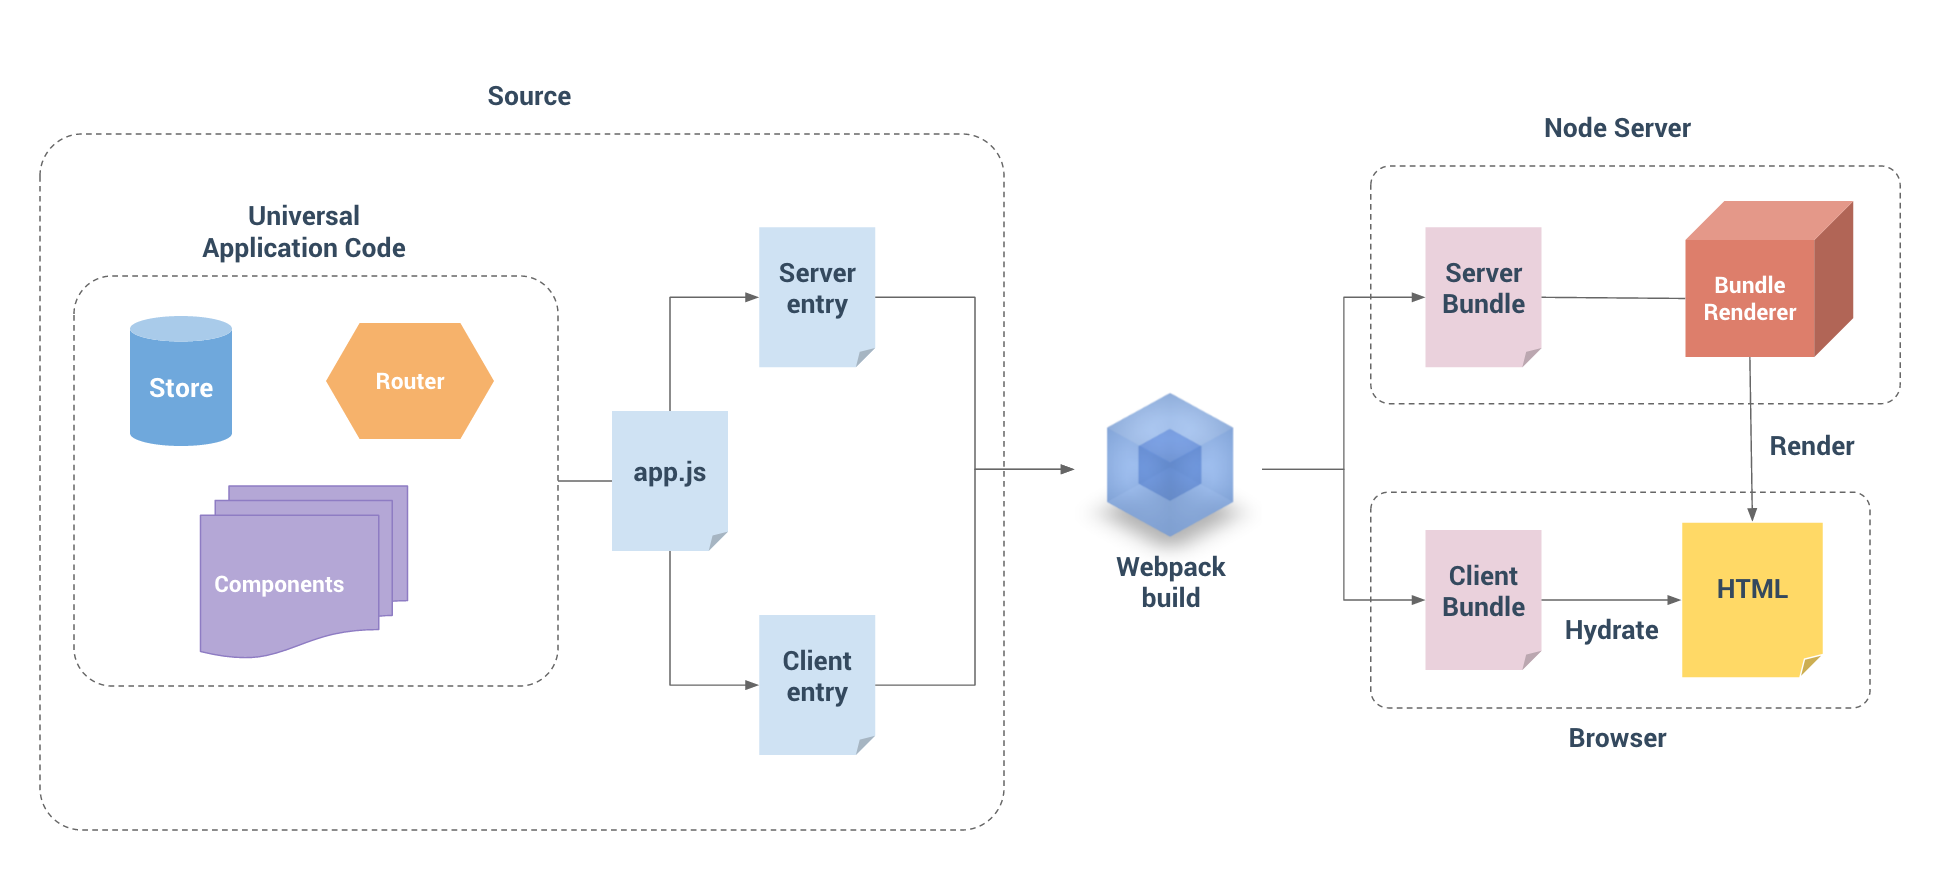 Source
Universal
Application Code
Store
Router
Components
app.js
Server
entry
Client
entry
Webpack
build
Node Server
Server
Bundle
Bundle
Renderer
Render
Client
Bundle
Hydrate
HTML
Browser